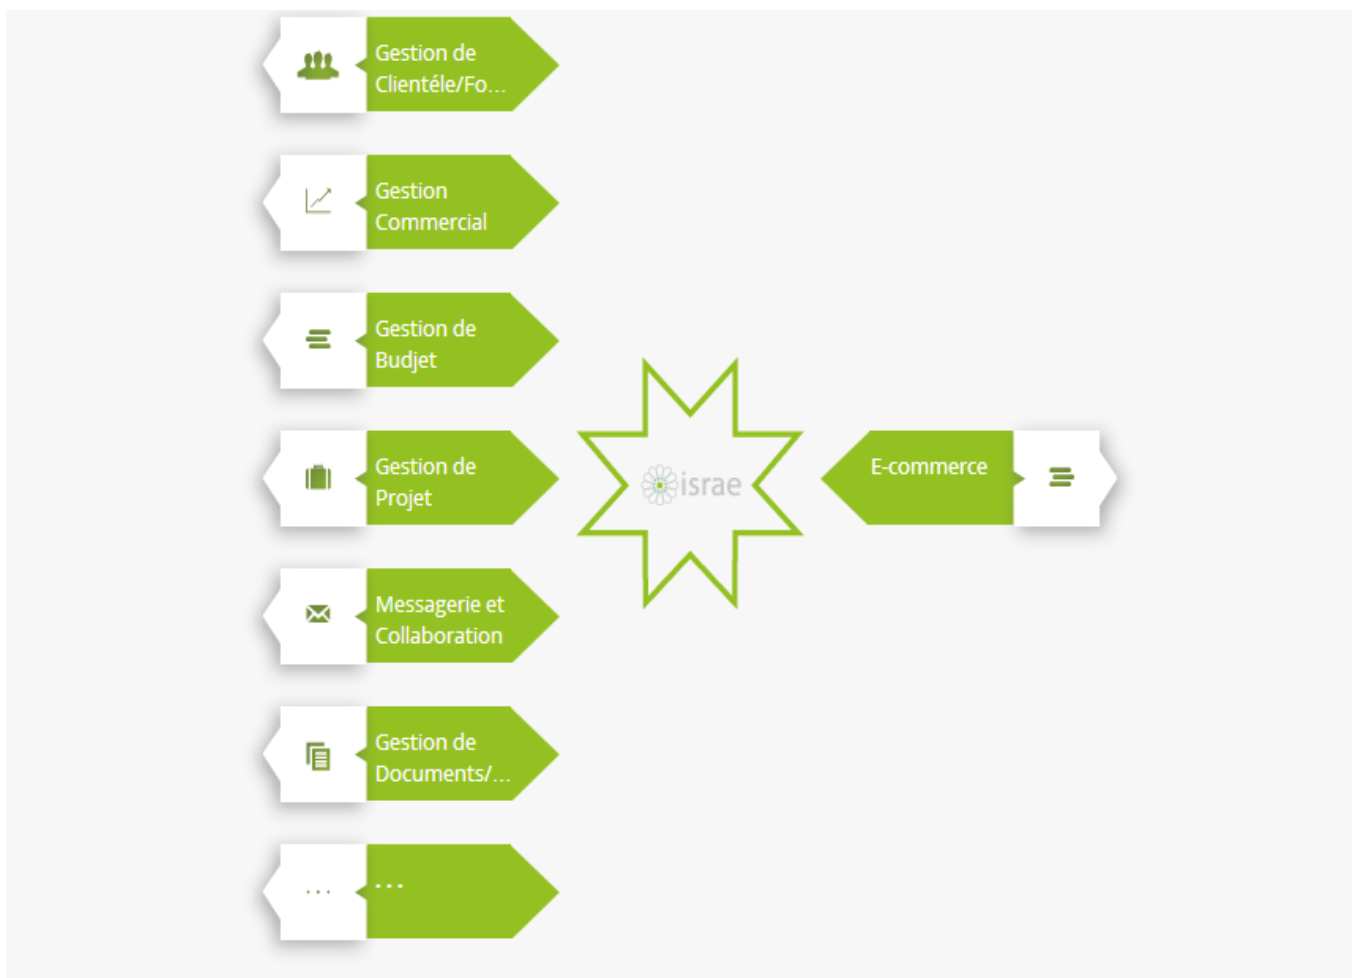 Gestion de
Clientéle/Fo...
Gestion
Commercial
Gestion de
Budjet
Gestion de
Projet
israe
E-commerce
Messagerie et
Collaboration
Gestion de
Documents/...
...
...